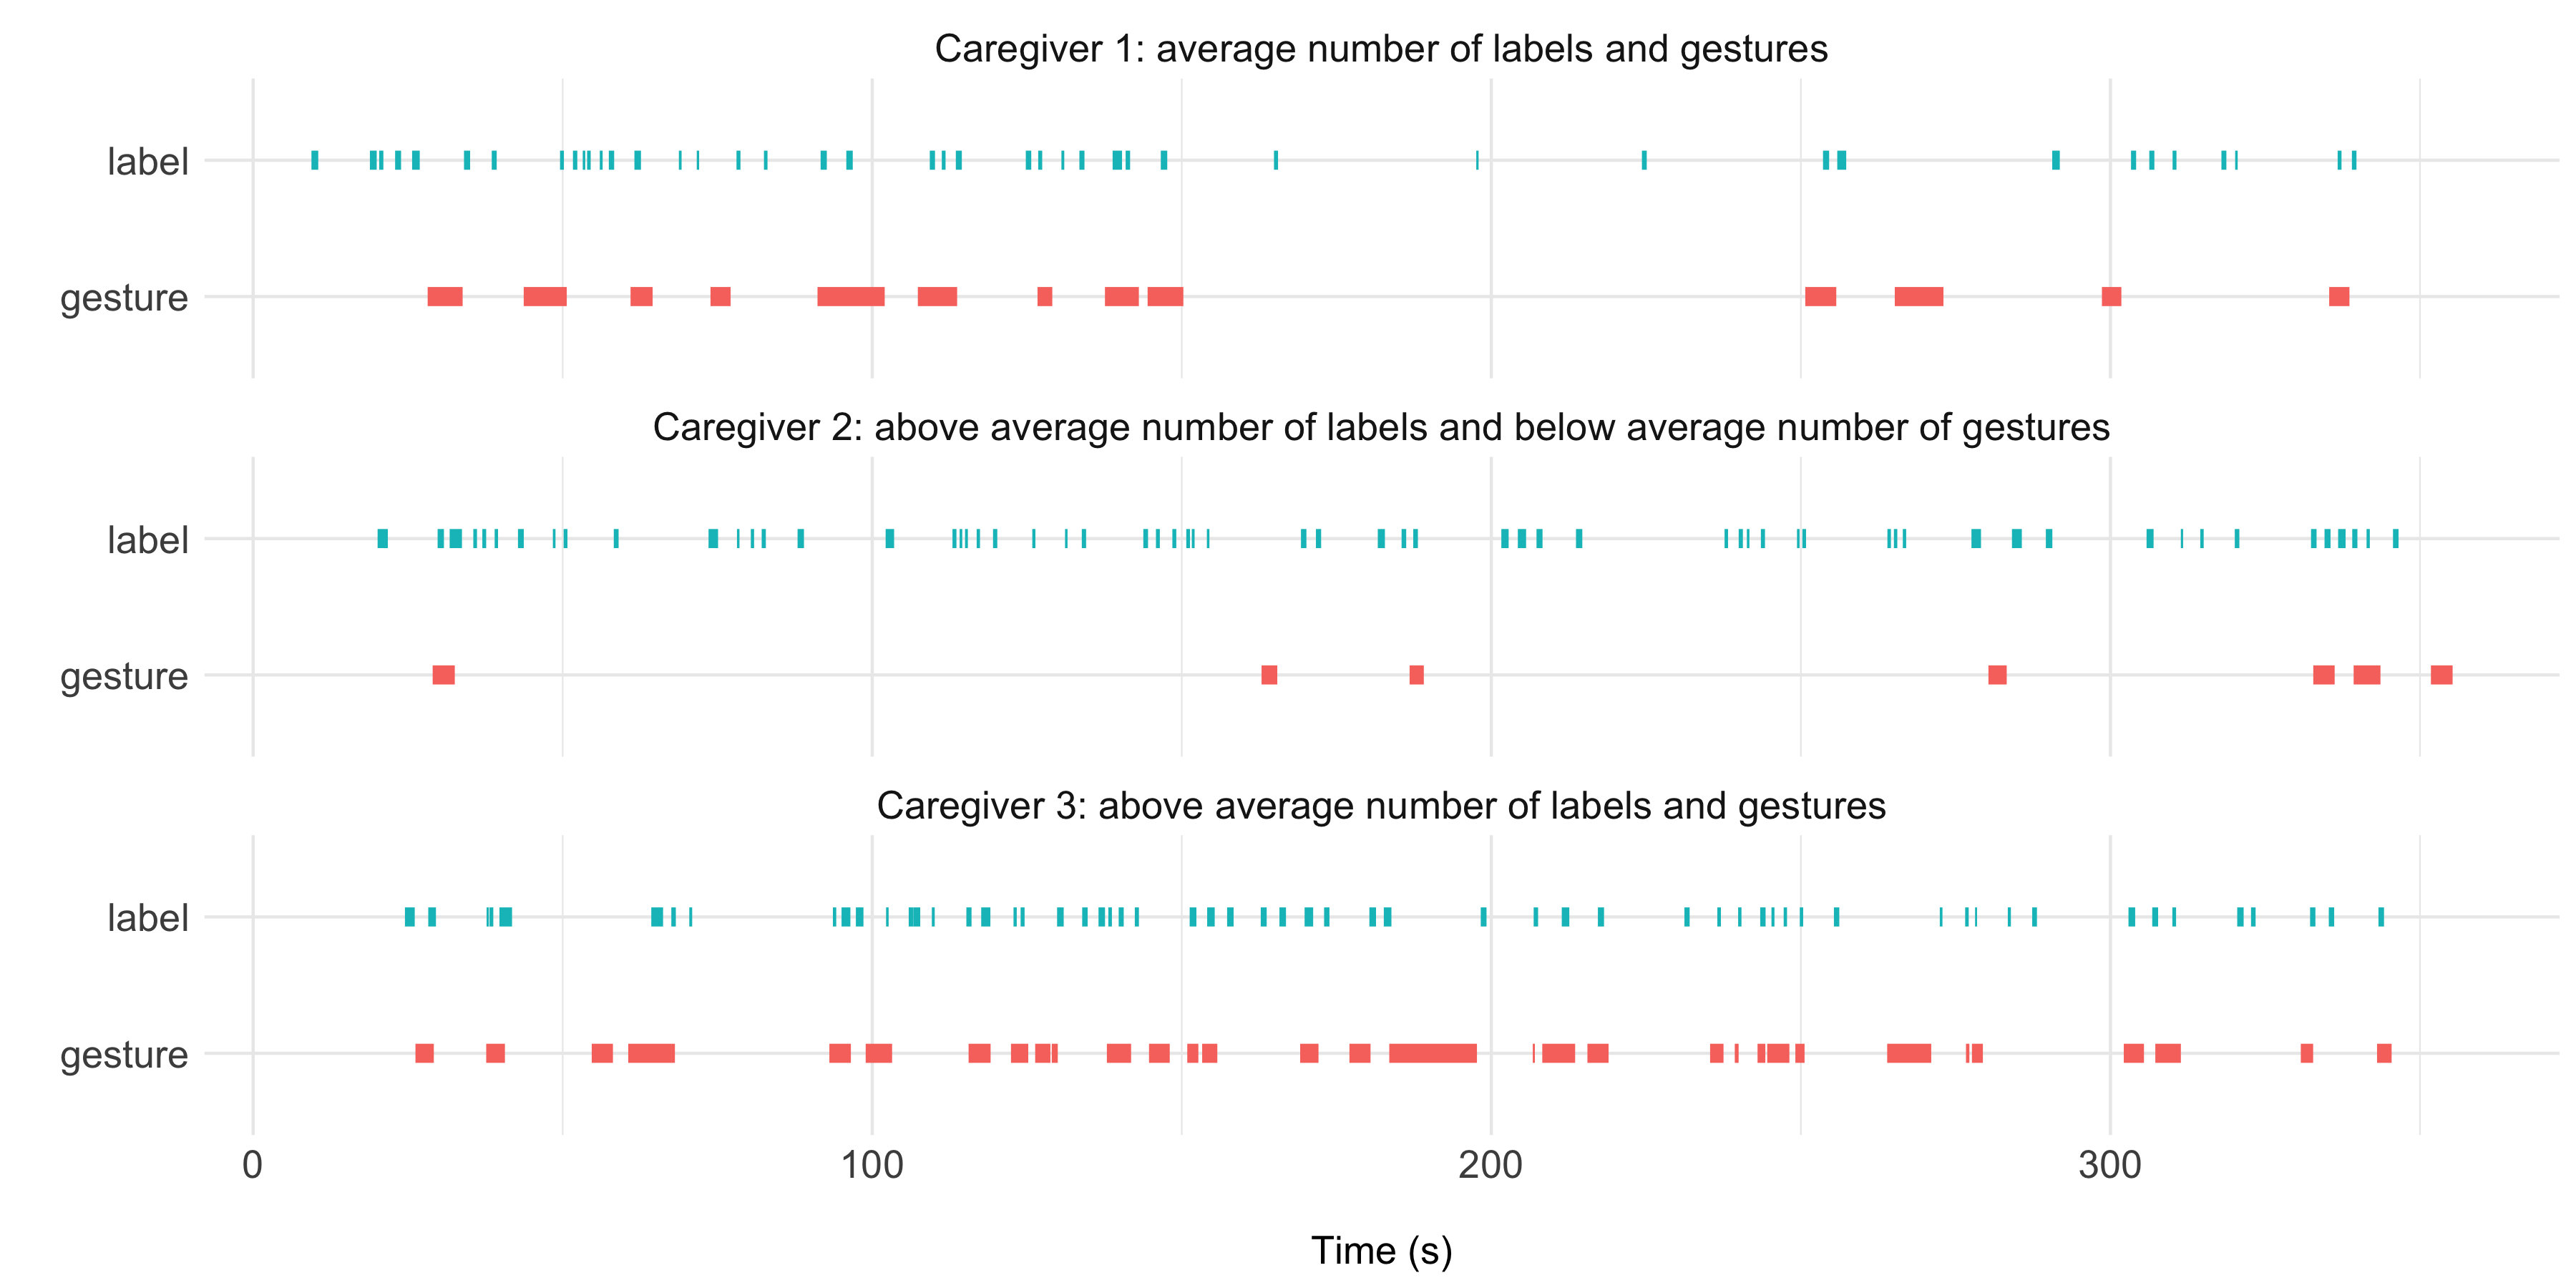 Caregiver 1: average number of labels and gestures
label
gesture
Caregiver 2: above average number of labels and below average number of gestures
label
gesture
Caregiver 3: above average number of labels and gestures
label
gesture
0 100 200 300
Time (s)